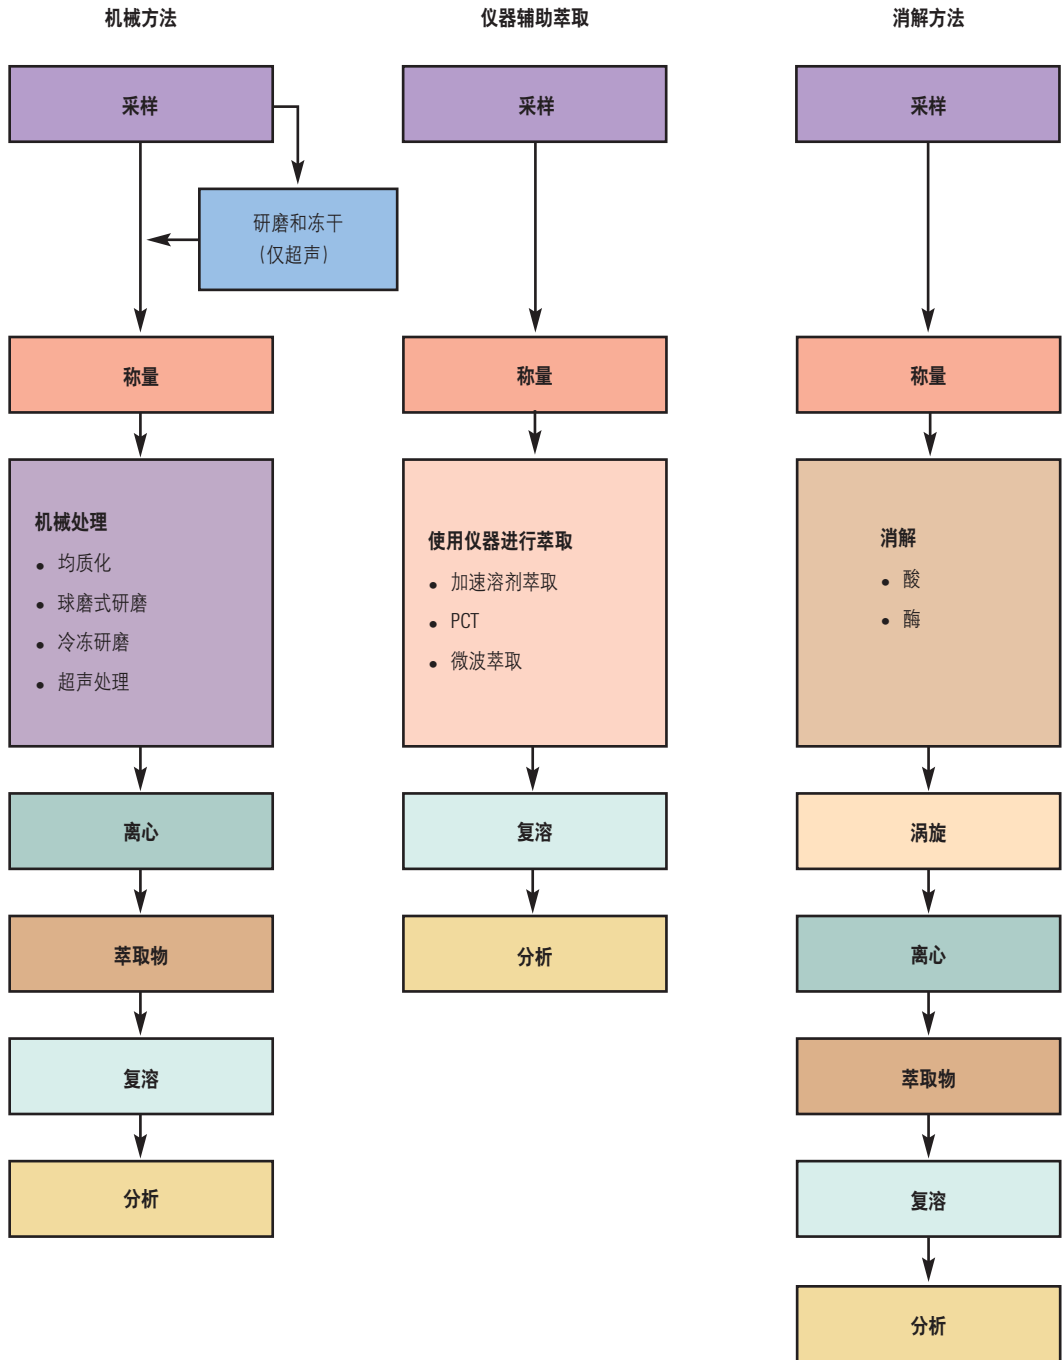 机械方法
采样
研磨和冻干
（仅超声）
称量
机械处理
● 均质化
● 球磨式研磨
● 冷冻研磨
● 超声处理
离心
萃取物
复溶
分析
仪器辅助萃取
采样
称量
使用仪器进行萃取
● 加速溶剂萃取
● PCT
● 微波萃取
复溶
分析
消解方法
采样
称量
消解
● 酸
● 酶
涡旋
离心
萃取物
复溶
分析